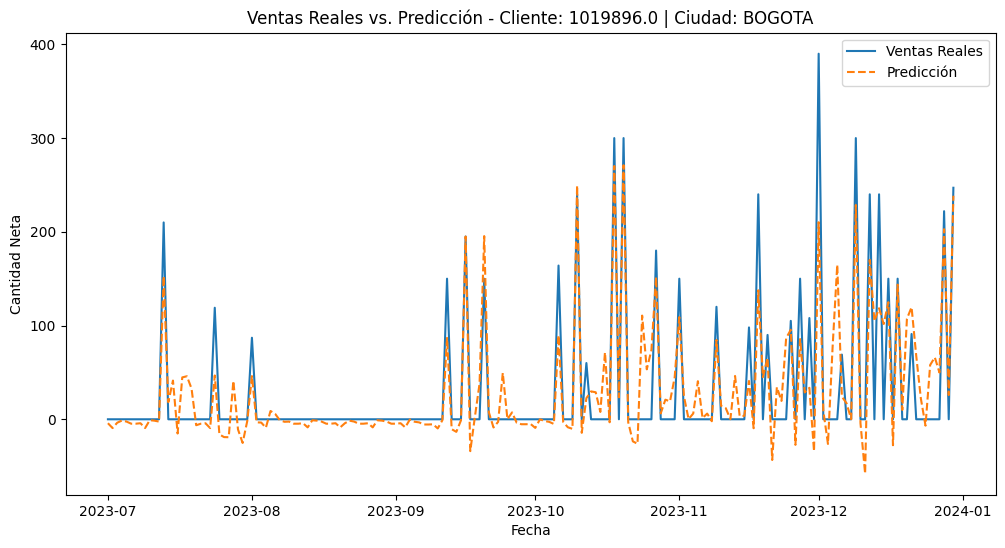 Ventas Reales vs. Predicción - Cliente: 1019896.0 | Ciudad: BOGOTA
Ventas Reales
Predicción
Cantidad Neta
400
300
200
100
0
2023-07
2023-08
2023-09
2023-10
2023-11
2023-12
2024-01
Fecha